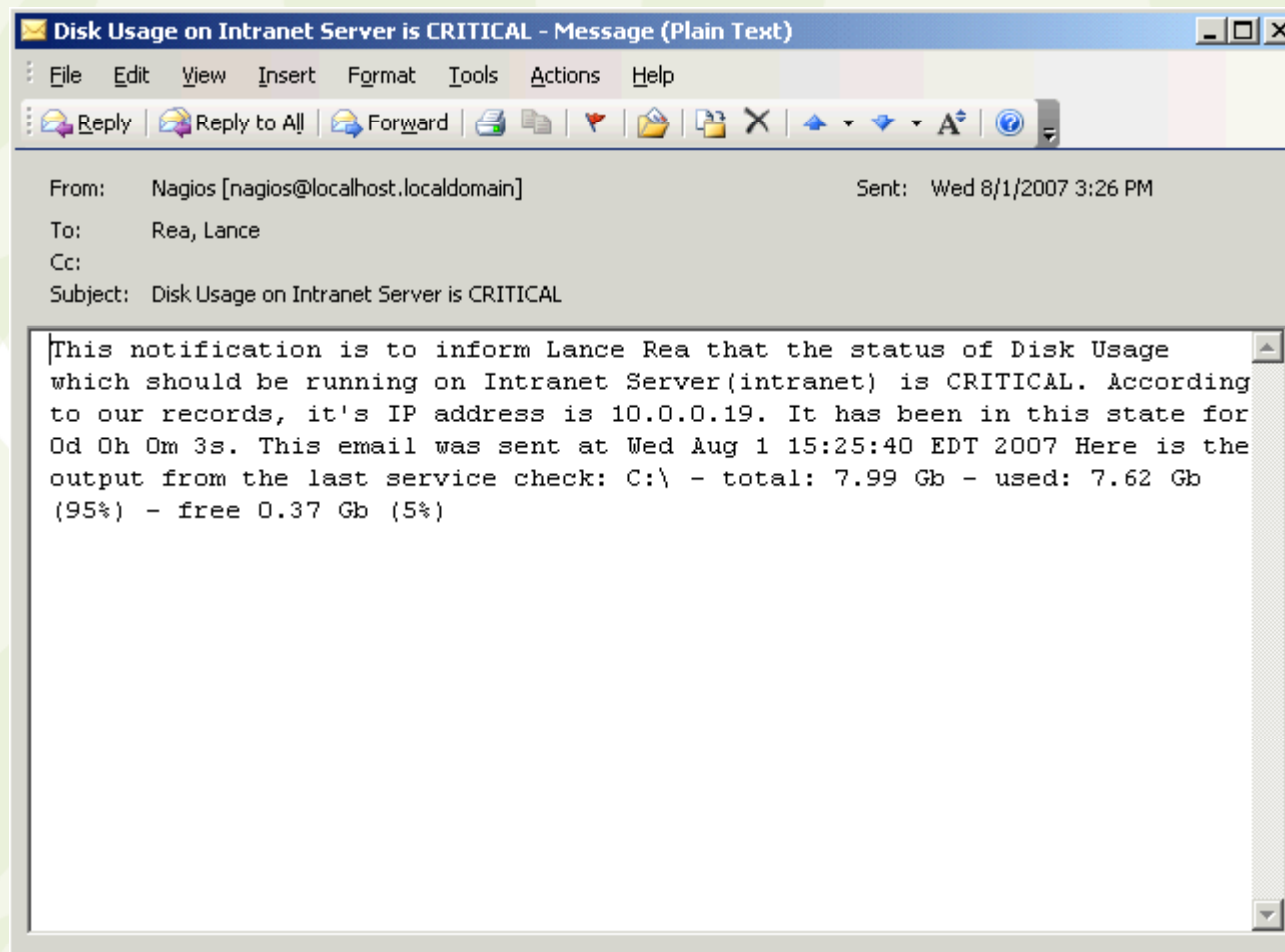 Disk Usage on Intranet Server is CRITICAL - Message (Plain Text)
File Edit View Insert Format Tools Actions Help
Reply Reply to All Forward
From: Nagios [nagios@localhost.localdomain] Sent: Wed 8/1/2007 3:26 PM
To: Rea, Lance
Cc:
Subject: Disk Usage on Intranet Server is CRITICAL
This notification is to inform Lance Rea that the status of Disk Usage
which should be running on Intranet Server(intranet) is CRITICAL. According
to our records, it's IP address is 10.0.0.19. It has been in this state for
0d 0h 0m 3s. This email was sent at Wed Aug 1 15:25:40 EDT 2007 Here is the
output from the last service check: C:\ - total: 7.99 Gb - used: 7.62 Gb
(95%) - free 0.37 Gb (5%)